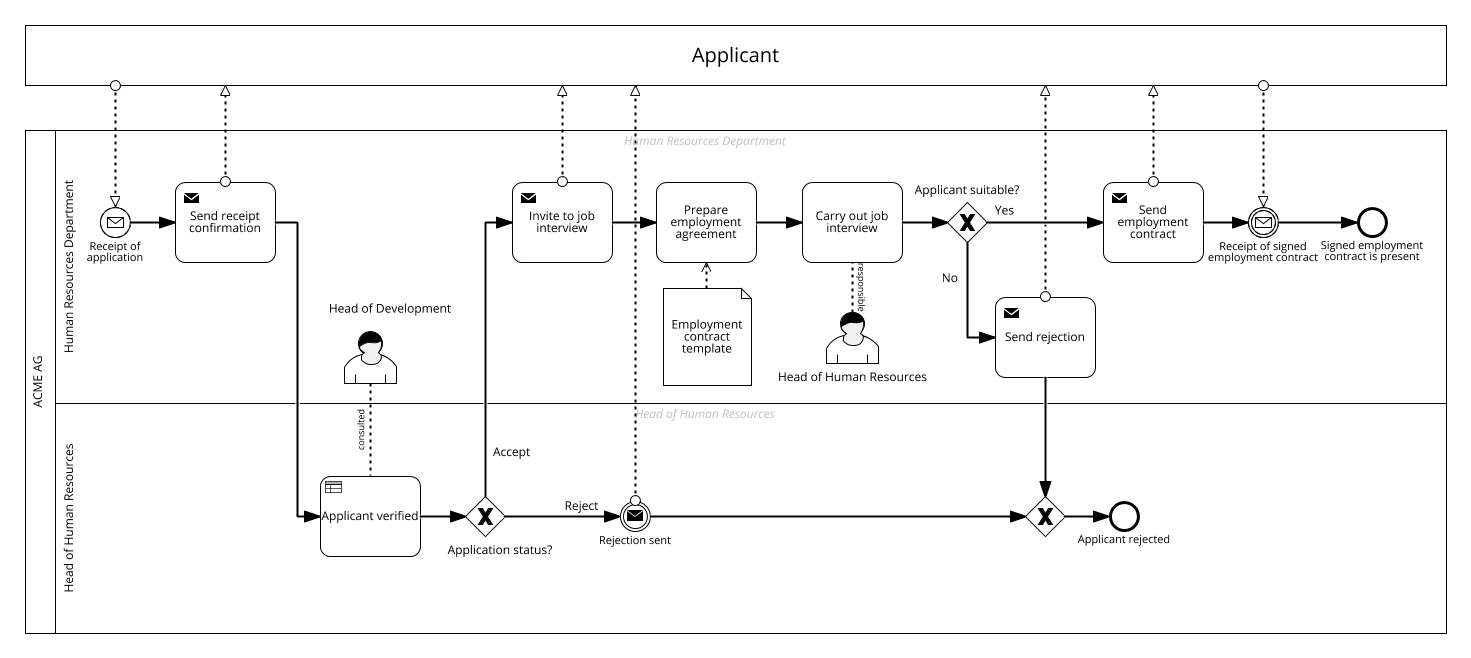 Applicant
ACME AG
Human Resources Department
Human Resources Department
Receipt of
application
Send receipt
confirmation
Invite to job
interview
Prepare
employment
agreement
Carry out job
interview
Applicant suitable?
Yes
No
Send
employment
contract
Receipt of signed
employment contract
Signed employment
contract is present
responsible
Head of Development
Employment
contract
template
Head of Human Resources
Send rejection
Head of Human Resources
Head of Human Resources
consulted
Accept
Applicant verified
Application status?
Reject
Rejection sent
Applicant rejected